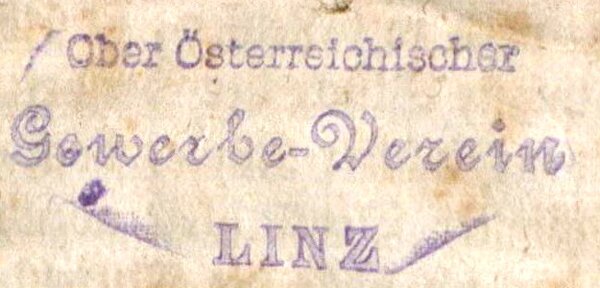 Ober Österreichischer
Gewerbe-Verein
LINZ